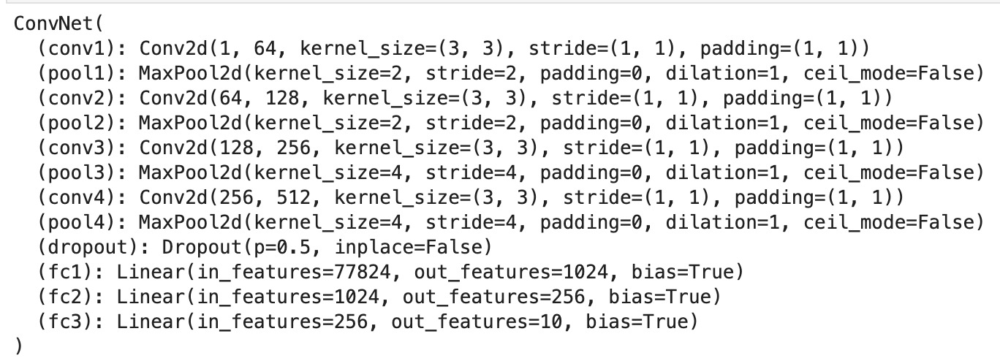 ConvNet(
  (conv1): Conv2d(1, 64, kernel_size=(3, 3), stride=(1, 1), padding=(1, 1))
  (pool1): MaxPool2d(kernel_size=2, stride=2, padding=0, dilation=1, ceil_mode=False)
  (conv2): Conv2d(64, 128, kernel_size=(3, 3), stride=(1, 1), padding=(1, 1))
  (pool2): MaxPool2d(kernel_size=2, stride=2, padding=0, dilation=1, ceil_mode=False)
  (conv3): Conv2d(128, 256, kernel_size=(3, 3), stride=(1, 1), padding=(1, 1))
  (pool3): MaxPool2d(kernel_size=4, stride=4, padding=0, dilation=1, ceil_mode=False)
  (conv4): Conv2d(256, 512, kernel_size=(3, 3), stride=(1, 1), padding=(1, 1))
  (pool4): MaxPool2d(kernel_size=4, stride=4, padding=0, dilation=1, ceil_mode=False)
  (dropout): Dropout(p=0.5, inplace=False)
  (fc1): Linear(in_features=77824, out_features=1024, bias=True)
  (fc2): Linear(in_features=1024, out_features=256, bias=True)
  (fc3): Linear(in_features=256, out_features=10, bias=True)
)